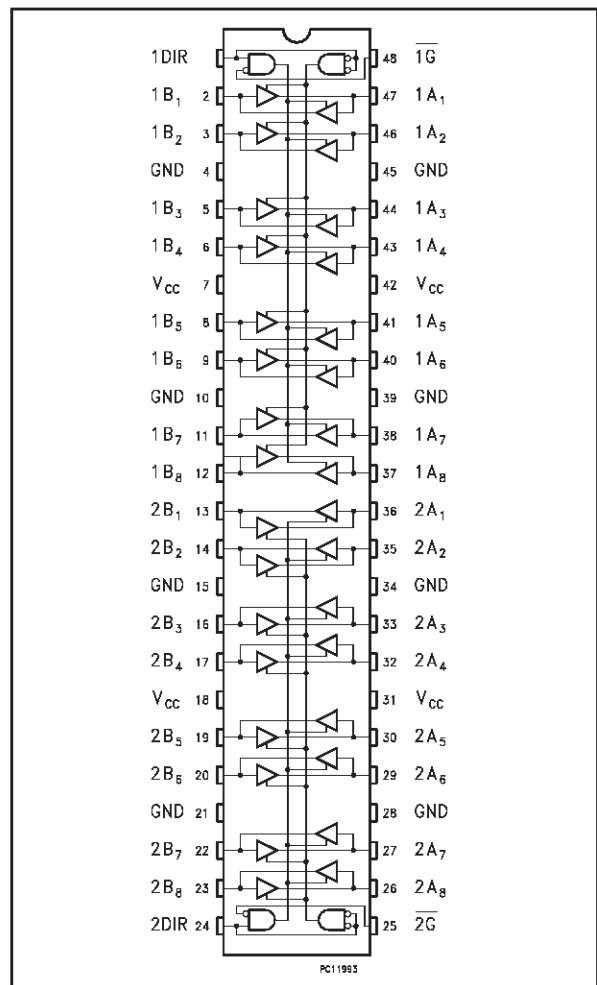 1DIR 1 48 1G
1B1 2 47 1A1
1B2 3 46 1A2
GND 4 45 GND
1B3 5 44 1A3
1B4 6 43 1A4
VCC 7 42 VCC
1B5 8 41 1A5
1B6 9 40 1A6
GND 10 39 GND
1B7 11 38 1A7
1B8 12 37 1A8
2B1 13 36 2A1
2B2 14 35 2A2
GND 15 34 GND
2B3 16 33 2A3
2B4 17 32 2A4
VCC 18 31 VCC
2B5 19 30 2A5
2B6 20 29 2A6
GND 21 28 GND
2B7 22 27 2A7
2B8 23 26 2A8
2DIR 24 25 2G
PC11993